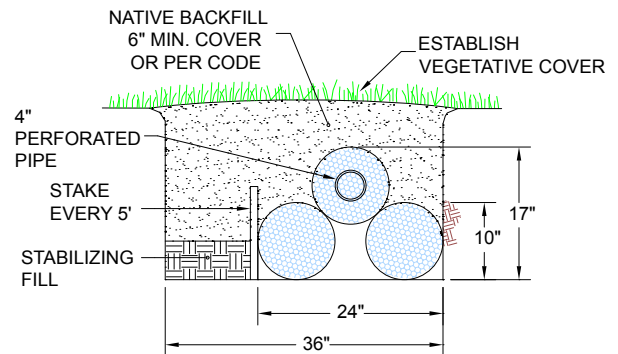 NATIVE BACKFILL
6" MIN. COVER
OR PER CODE
ESTABLISH
VEGETATIVE COVER
4"
PERFORATED
PIPE
STAKE
EVERY 5'
STABILIZING
FILL
17"
10"
24"
36"